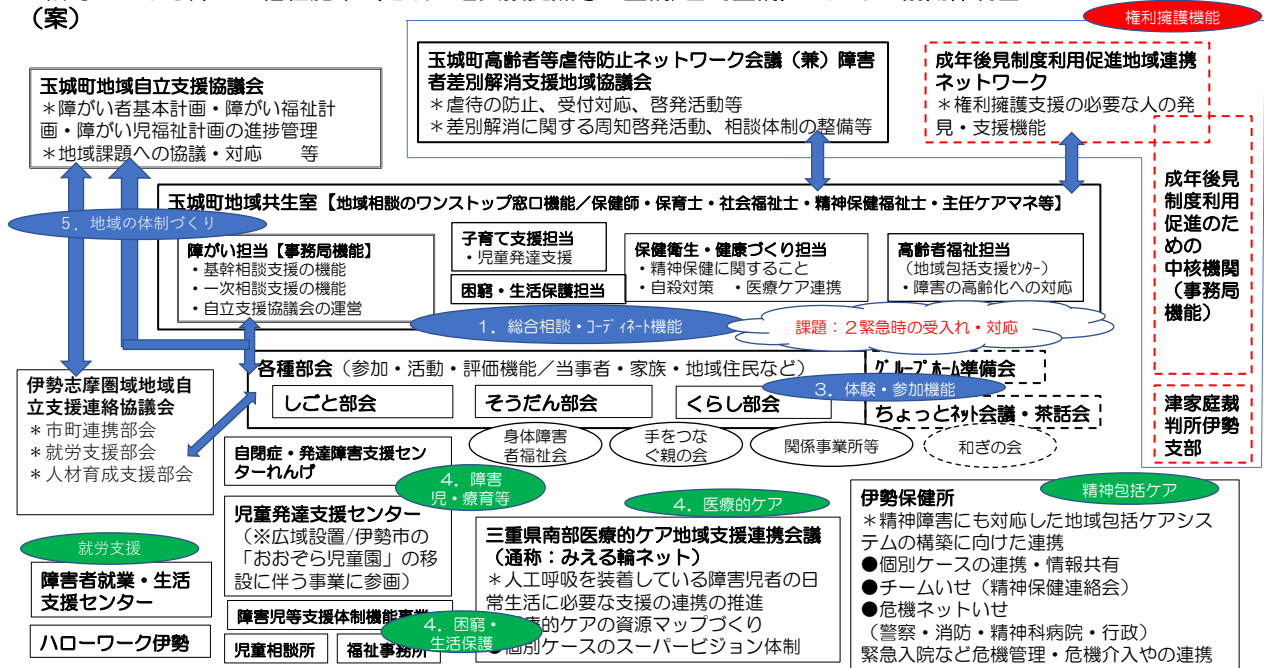 （案）
権利擁護機能
玉城町地域自立支援協議会
＊障がい者基本計画・障がい福祉計
画・障がい児福祉計画の進捗管理
＊地域課題への協議・対応　　等
玉城町高齢者等虐待防止ネットワーク会議（兼）障害
者差別解消支援地域協議会
＊虐待の防止、受付対応、啓発活動等
＊差別解消に関する周知啓発活動、相談体制の整備等
成年後見制度利用促進地域連携
ネットワーク
＊権利擁護支援の必要な人の発
見・支援機能
成年後見
制度利用
促進のた
めの
中核機関
（事務局
機能）
津家庭裁
判所伊勢
支部
玉城町地域共生室【地域相談のワンストップ窓口機能／保健師・保育士・社会福祉士・精神保健福祉士・主任ケアマネ等】
5．地域の体制づくり
障がい担当【事務局機能】
・基幹相談支援の機能
・一次相談支援の機能
・自立支援協議会の運営
子育て支援担当
・児童発達支援
困窮・生活保護担当
保健衛生・健康づくり担当
・精神保健に関すること
・自殺対策　・医療ケア連携
高齢者福祉担当
（地域包括支援ｾﾝﾀｰ）
・障害の高齢化への対応
1．総合相談・ｺｰﾃﾞｨﾈｰﾄ機能
課題：２緊急時の受入れ・対応
各種部会（参加・活動・評価機能／当事者・家族・地域住民など）
しごと部会
そうだん部会
くらし部会
ｸﾞﾙｰﾌﾟﾎｰﾑ準備会
3．体験・参加機能
ちょっとﾈｯﾄ会議・茶話会
身体障害
者福祉会
手をつな
ぐ親の会
関係事業所等
和ぎの会
伊勢志摩圏域地域自
立支援連絡協議会
＊市町連携部会
＊就労支援部会
＊人材育成支援部会
就労支援
障害者就業・生活
支援センター
ハローワーク伊勢
自閉症・発達障害支援セン
ターれんげ
4．障害
児・療育等
児童発達支援センター
（※広域設置/伊勢市の
「おおぞら児童園」の移
設に伴う事業に参画）
障害児等支援体制機能事業
児童相談所
福祉事務所
4．困窮・
生活保護
4．医療的ケア
三重県南部医療的ケア地域支援連携会議
（通称：みえる輪ネット）
＊人工呼吸を装着している障害児者の日
常生活に必要な支援の連携の推進
療的ケアの資源マップづくり
個別ケースのスーパービジョン体制
精神包括ケア
伊勢保健所
＊精神障害にも対応した地域包括ケアシス
テムの構築に向けた連携
●個別ケースの連携・情報共有
●チームいせ（精神保健連絡会）
●危機ネットいせ
（警察・消防・精神科病院・行政）
緊急入院など危機管理・危機介入やの連携